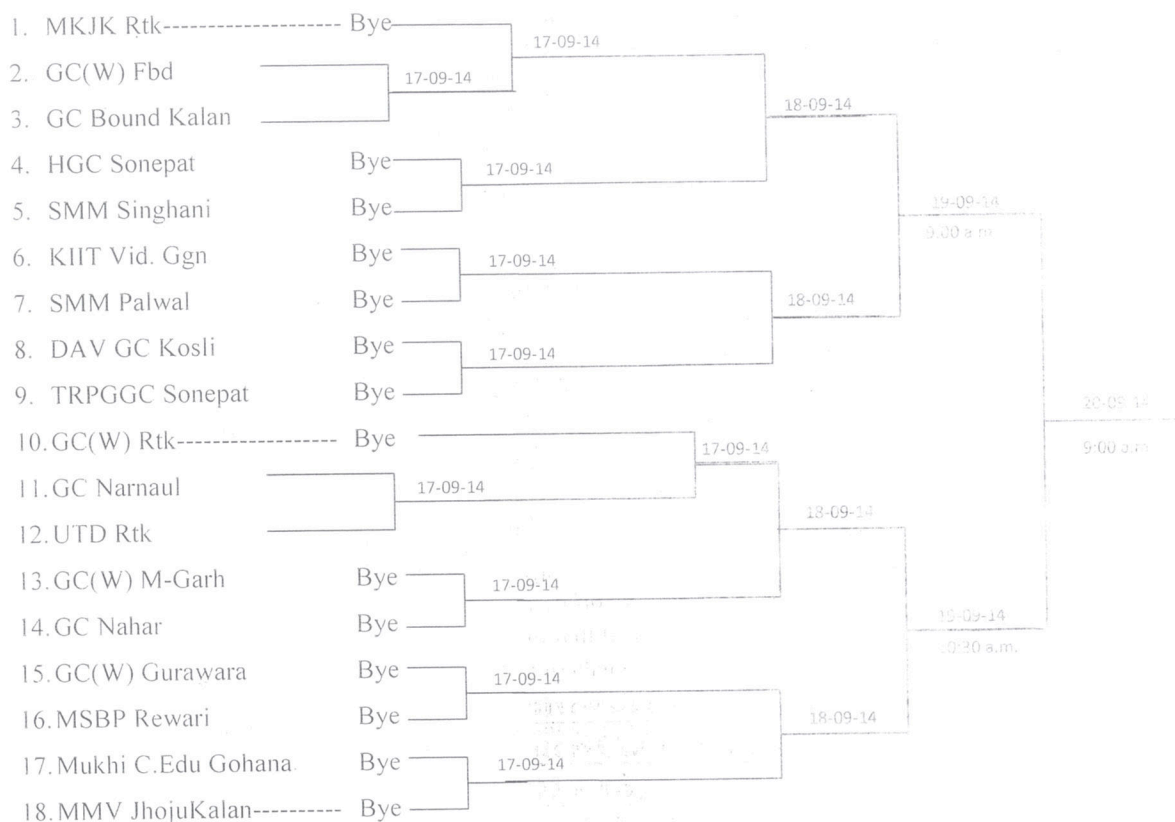 1. MKJK Rtk-------------------- Bye
17-09-14
2. GC(W) Fbd
17-09-14
3. GC Bound Kalan
18-09-14
4. HGC Sonepat Bye
17-09-14
5. SMM Singhani Bye
19-09-14
9:00 a.m
6. KIIT Vid. Ggn Bye
17-09-14
7. SMM Palwal Bye
18-09-14
8. DAV GC Kosli Bye
17-09-14
9. TRPGGC Sonepat Bye
20-09-14
10.GC(W) Rtk------------------ Bye
17-09-14
9:00 a.m
11.GC Narnaul
17-09-14
12.UTD Rtk
18-09-14
13.GC(W) M-Garh Bye
17-09-14
14.GC Nahar Bye
19-09-14
10:30 a.m.
15.GC(W) Gurawara Bye
17-09-14
16.MSBP Rewari Bye
18-09-14
17.Mukhi C.Edu Gohana Bye
17-09-14
18.MMV JhojuKalan---------- Bye